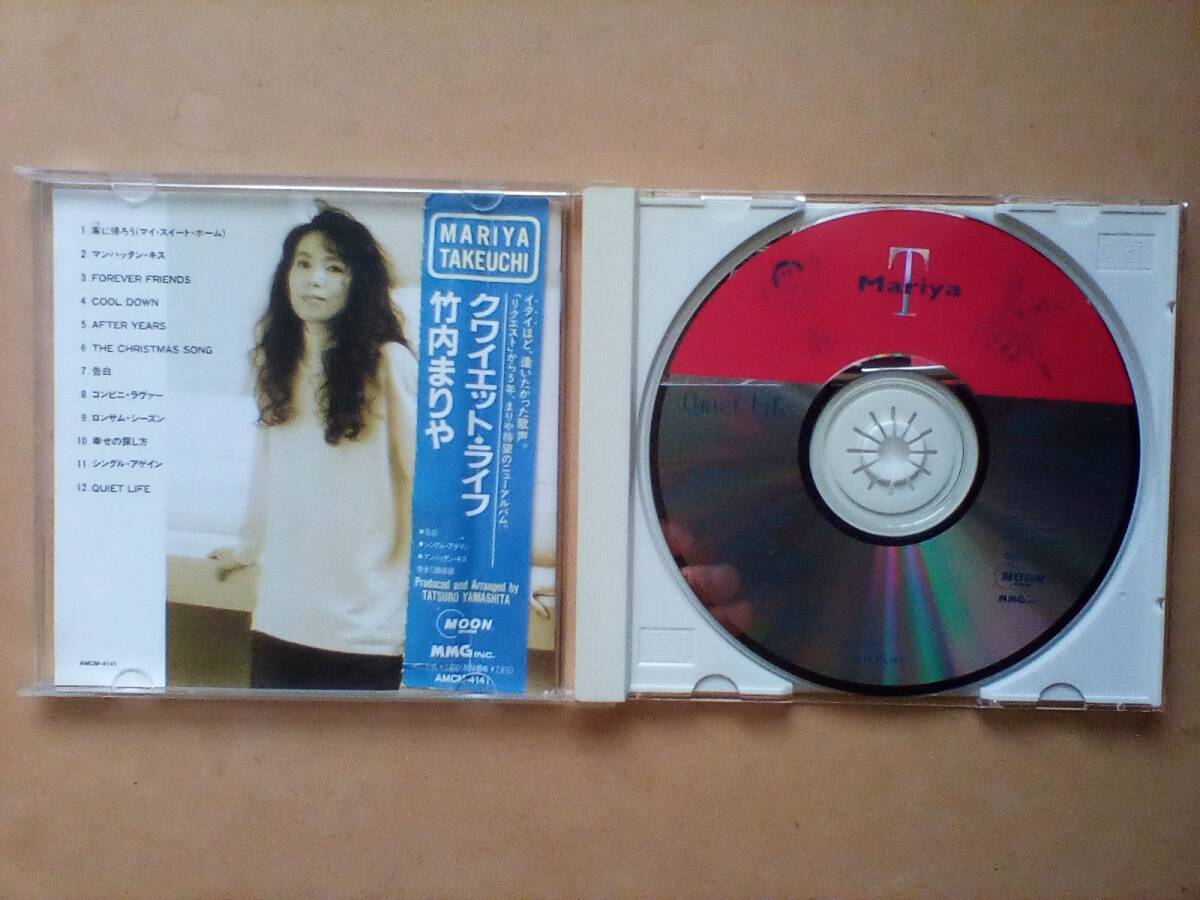 1 家に帰ろう(マイ・スイート・ホーム)
2 マンハッタン・キス
3 FOREVER FRIENDS
4 COOL DOWN
5 AFTER YEARS
6 THE CHRISTMAS SONG
7 告白
8 コンビニ・ラヴァー
9 ロンサム・シーズン
10 幸せの探し方
11 シングル・アゲイン
12 QUIET LIFE
AMCM-4141
MARIYA
TAKEUCHI
イタイほど、逢いたかった歌声。
「リクエスト」から5年、まりや待望のニューアルバム。
クワイエット・ライフ
竹内まりや
●告白
●シングル・アゲイン
●マンハッタン・キス
Produced and Arranged by
TATSURO YAMASHITA
MOON
MMG INC.
AMCM-4141
T
Mariya
Quiet Life
MOON
MMG INC.